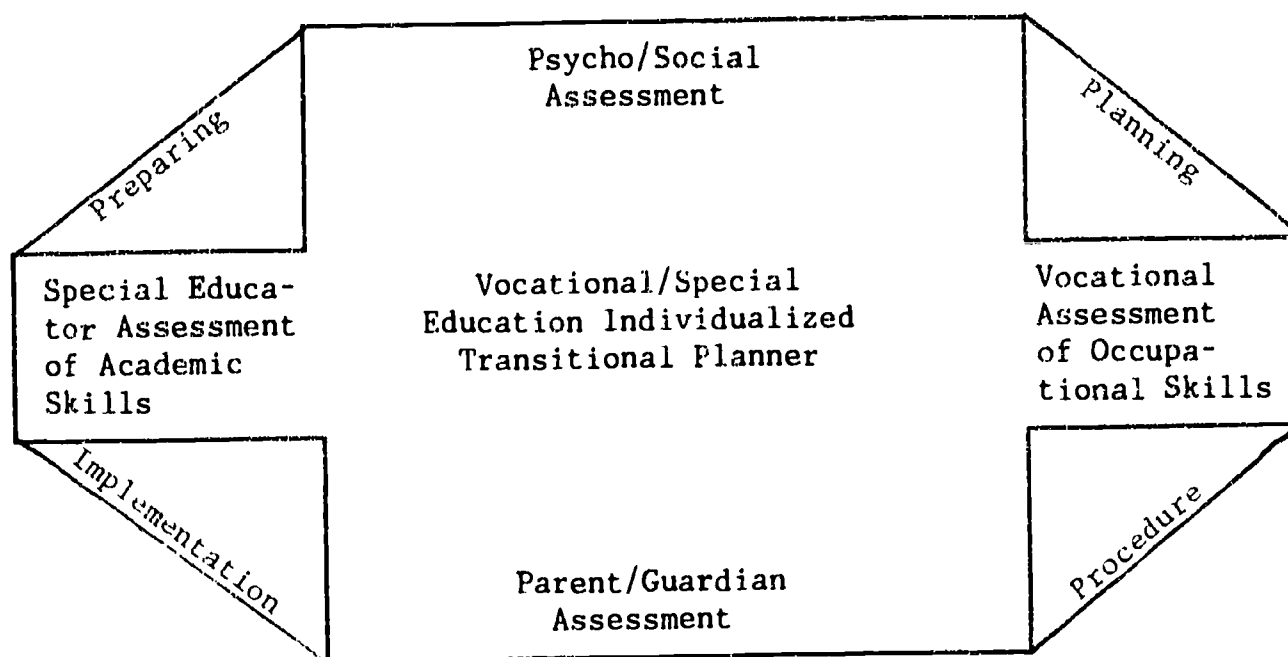 Psycho/Social
Assessment
Preparing
Planning
Special Educa-
tor Assessment
of Academic
Skills
Vocational/Special
Education Individualized
Transitional Planner
Vocational
Assessment
of Occupa-
tional Skills
Implementation
Procedure
Parent/Guardian
Assessment